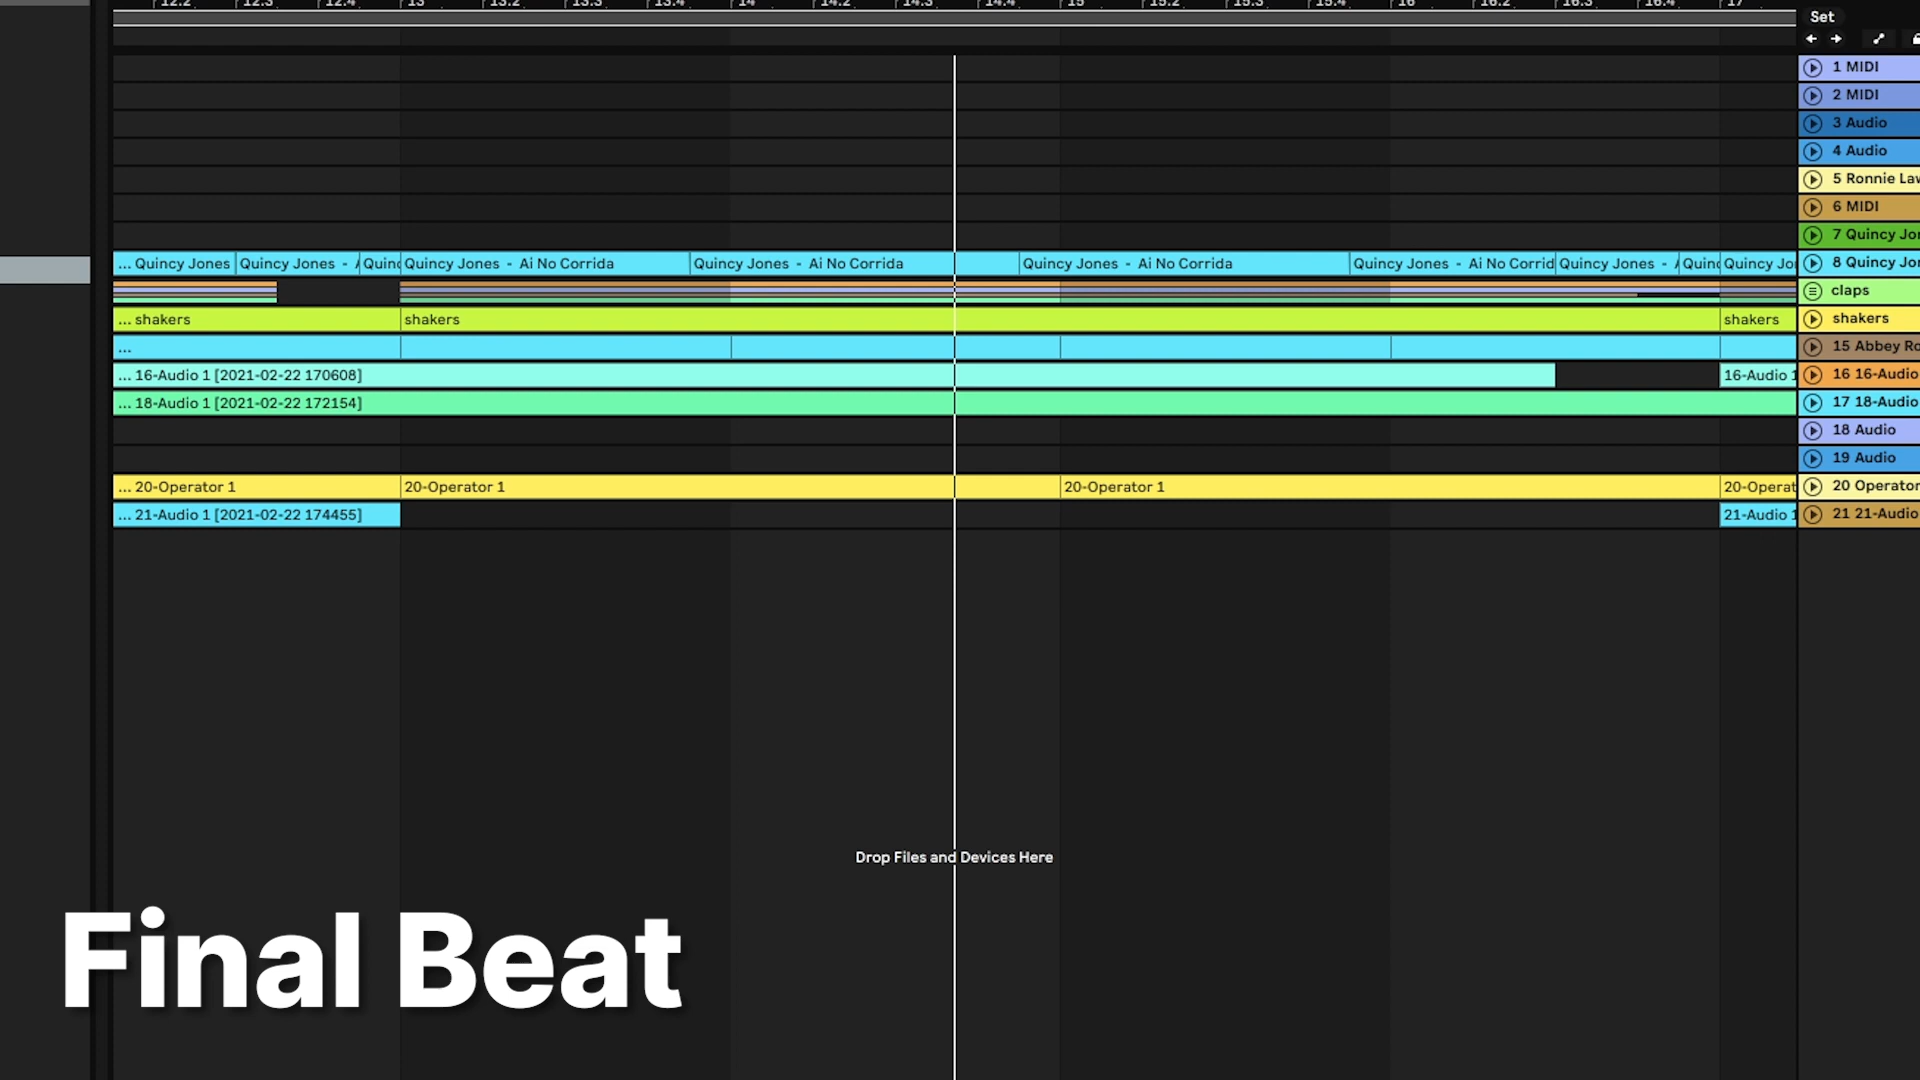 12.2 12.3 12.4 13 13.2 13.3 13.4 14 14.2 14.3 14.4 15 15.2 15.3 15.4 16 16.2 16.3 16.4 17
Set
1 MIDI
2 MIDI
3 Audio
4 Audio
5 Ronnie Law
6 MIDI
7 Quincy Jo
... Quincy Jones Quincy Jones - Quinc Quincy Jones - Ai No Corrida Quincy Jones - Ai No Corrida Quincy Jones - Ai No Corrida Quincy Jones - Ai No Corrid Quincy Jones - Quinc Quincy Jo 8 Quincy Jo
claps
... shakers shakers shakers shakers
... 15 Abbey Ro
... 16-Audio 1 [2021-02-22 170608] 16-Audio 1 16 16-Audio
... 18-Audio 1 [2021-02-22 172154] 17 18-Audio
18 Audio
19 Audio
... 20-Operator 1 20-Operator 1 20-Operator 1 20-Operat 20 Operator
... 21-Audio 1 [2021-02-22 174455] 21-Audio 1 21 21-Audio
Drop Files and Devices Here
Final Beat